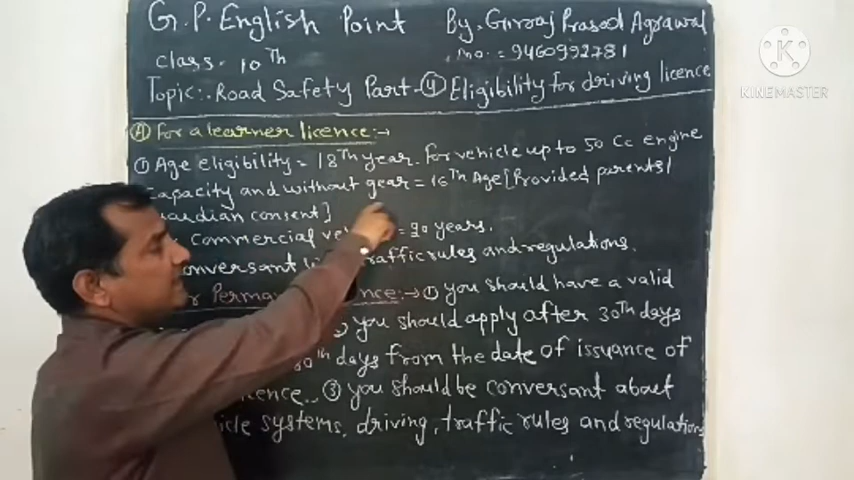 G.P. English Point By. Girraj Prasad Agrawal
Class. 10Th Mo. = 9460992781
KINEMASTER
Topic:- Road Safety Part-④ Eligibility for driving licence
Ⓐ For a learner licence:-→
① Age eligibility = 18Th year. For vehicle up to 50 Cc engine
capacity and without gear = 16Th Age [Provided parents/
guardian consent]
commercial = 20 years.
traffic rules and regulations.
Permanent licence:-→ ① you should have a valid
you should apply after 30Th days
days from the date of issuance of
licence.. ③ you should be conversant about
systems, driving, traffic rules and regulations